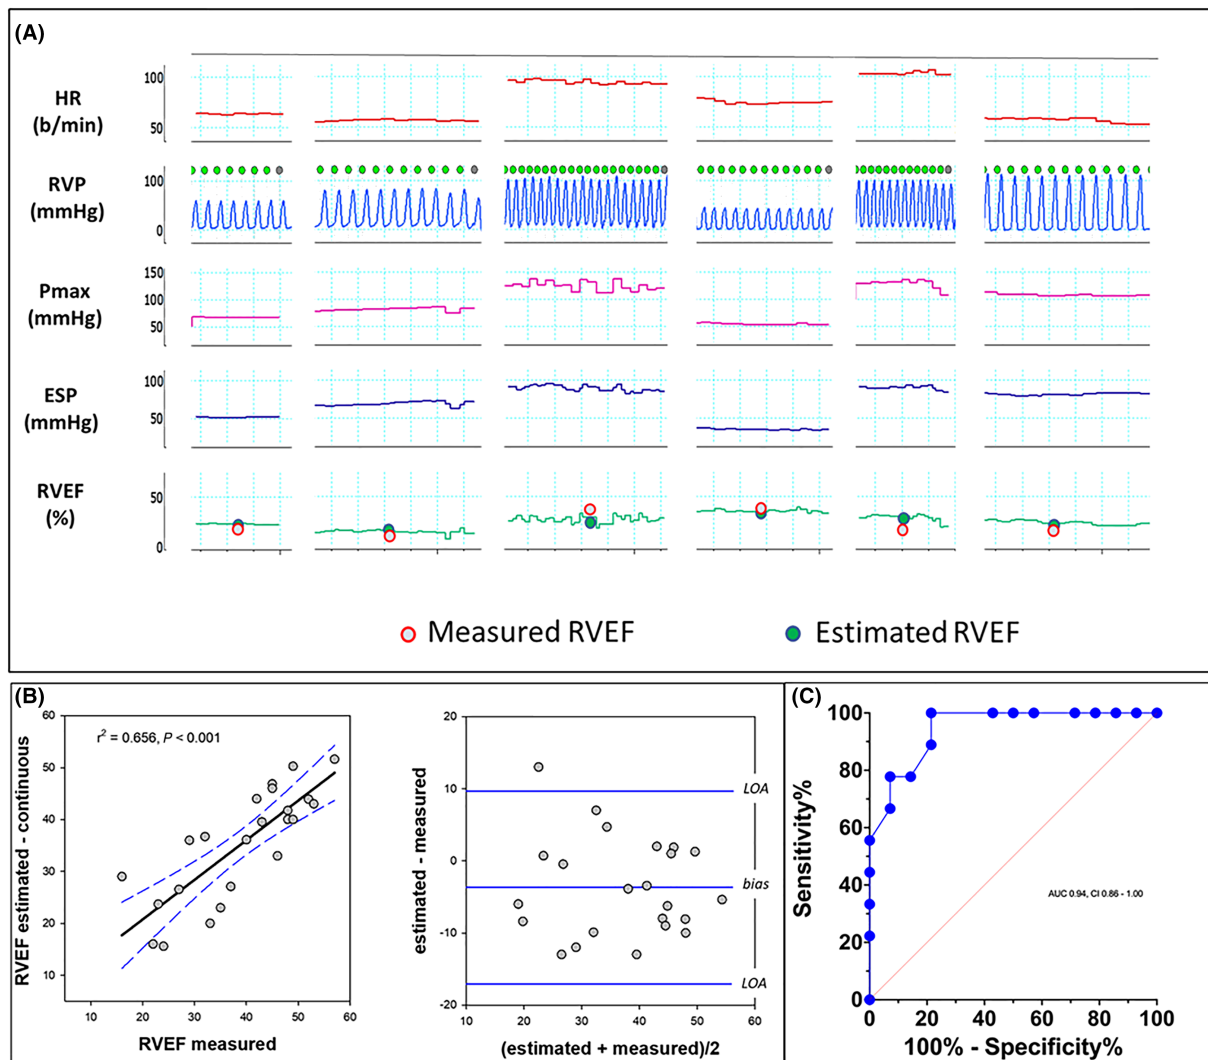 (A)
HR
(b/min)
100
50
RVP
(mmHg)
100
0
Pmax
(mmHg)
150
100
50
ESP
(mmHg)
100
50
RVEF
(%)
50
0
Measured RVEF
Estimated RVEF
(B)
RVEF estimated - continuous
60
50
40
30
20
10
r² = 0.656, P < 0.001
10 20 30 40 50 60
RVEF measured
estimated - measured
20
10
0
-10
-20
LOA
bias
LOA
10 20 30 40 50 60
(estimated + measured)/2
(C)
Sensitivity%
100
80
60
40
20
0
AUC 0.94, CI 0.86 - 1.00
0 20 40 60 80 100
100% - Specificity%